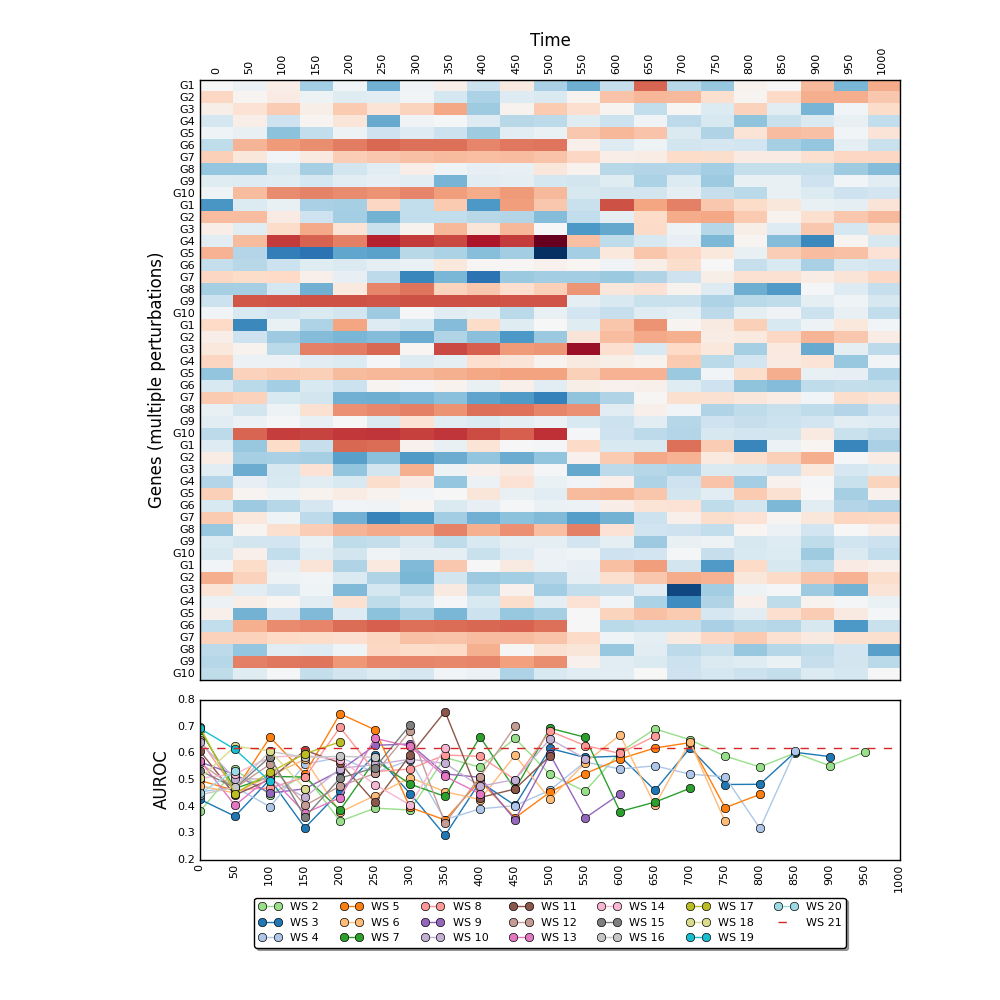 Time
0 50 100 150 200 250 300 350 400 450 500 550 600 650 700 750 800 850 900 950 1000
Genes (multiple perturbations)
G1
G2
G3
G4
G5
G6
G7
G8
G9
G10
G1
G2
G3
G4
G5
G6
G7
G8
G9
G10
G1
G2
G3
G4
G5
G6
G7
G8
G9
G10
G1
G2
G3
G4
G5
G6
G7
G8
G9
G10
G1
G2
G3
G4
G5
G6
G7
G8
G9
G10
AUROC
0.8
0.7
0.6
0.5
0.4
0.3
0.2
0 50 100 150 200 250 300 350 400 450 500 550 600 650 700 750 800 850 900 950 1000
WS 2 WS 5 WS 8 WS 11 WS 14 WS 17 WS 20
WS 3 WS 6 WS 9 WS 12 WS 15 WS 18 WS 21
WS 4 WS 7 WS 10 WS 13 WS 16 WS 19